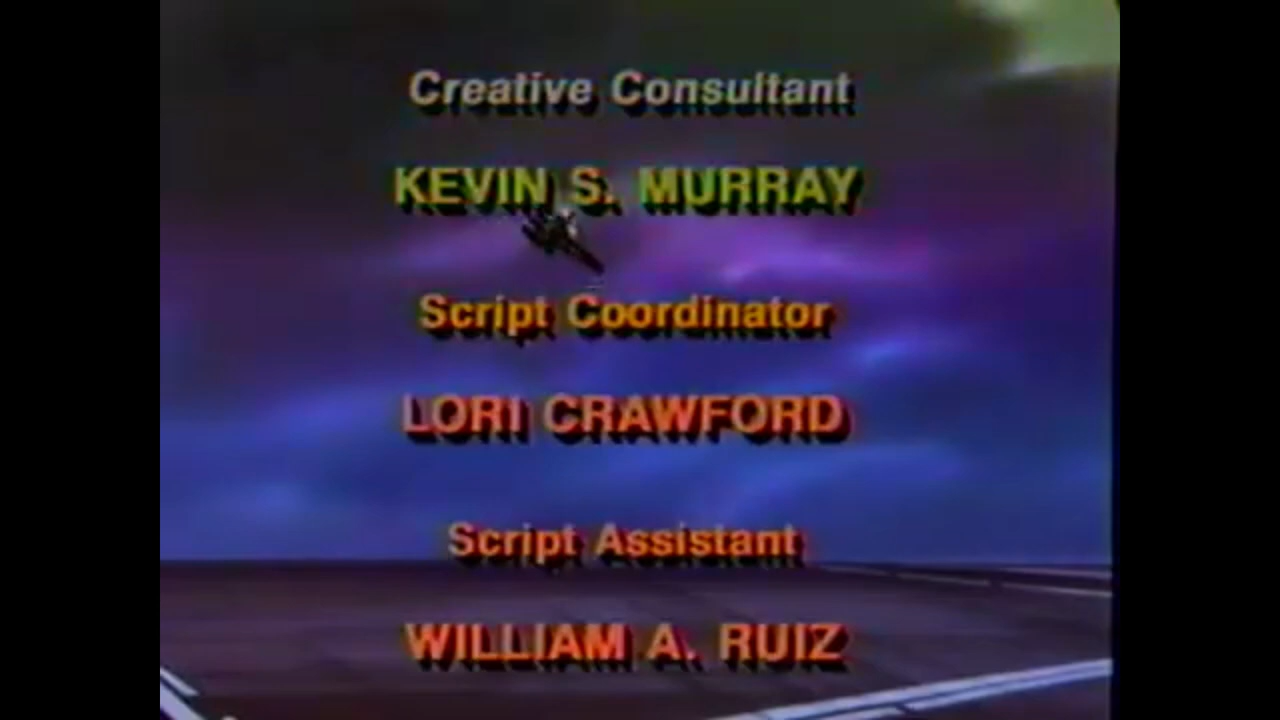 Creative Consultant
KEVIN S. MURRAY
Script Coordinator
LORI CRAWFORD
Script Assistant
WILLIAM A. RUIZ